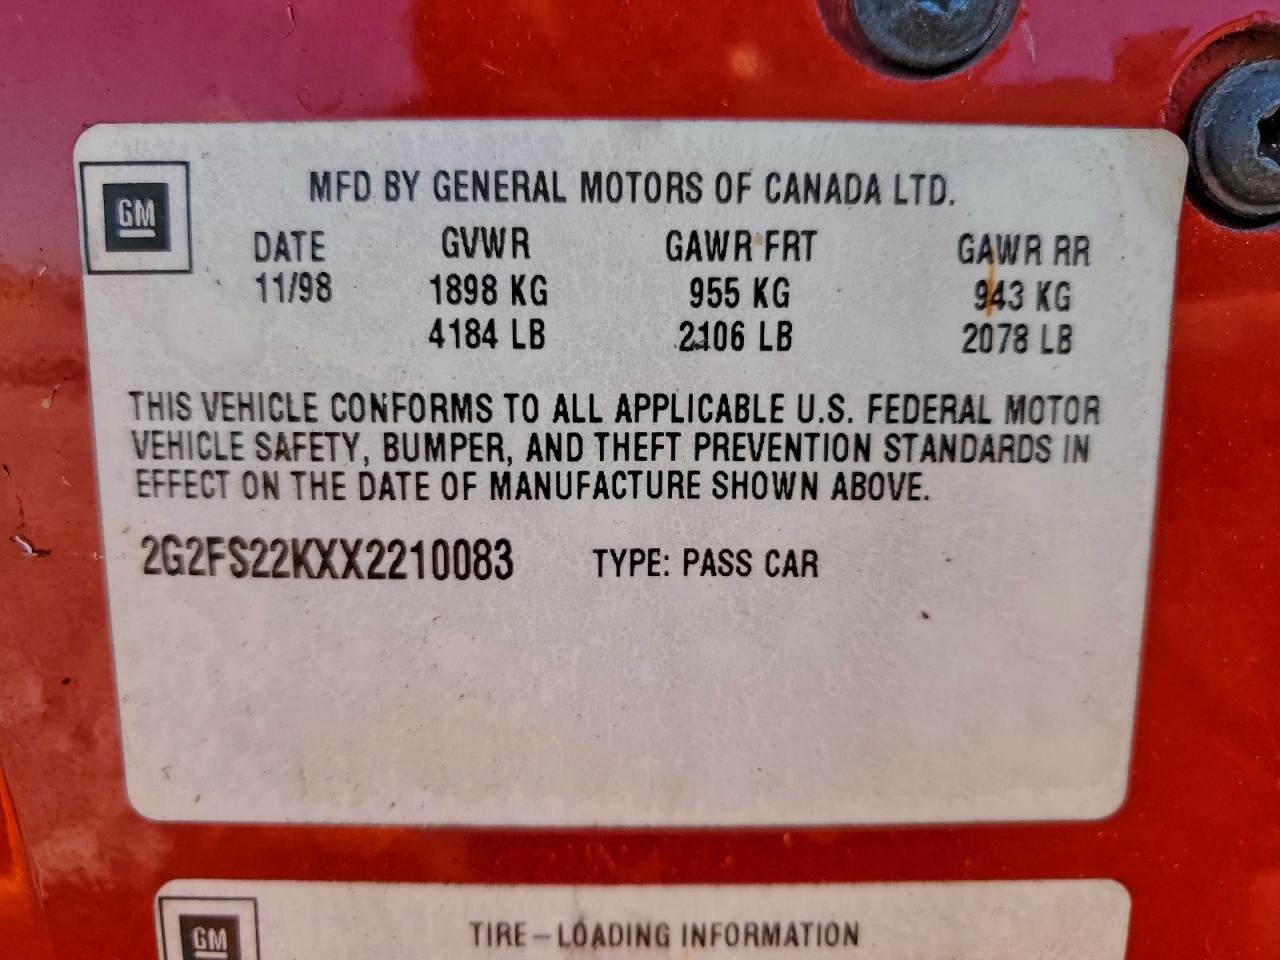 GM
MFD BY GENERAL MOTORS OF CANADA LTD.
DATE GVWR GAWR FRT GAWR RR
11/98 1898 KG 955 KG 943 KG
4184 LB 2106 LB 2078 LB
THIS VEHICLE CONFORMS TO ALL APPLICABLE U.S. FEDERAL MOTOR
VEHICLE SAFETY, BUMPER, AND THEFT PREVENTION STANDARDS IN
EFFECT ON THE DATE OF MANUFACTURE SHOWN ABOVE.
2G2FS22KXX2210083 TYPE: PASS CAR
GM
TIRE-LOADING INFORMATION